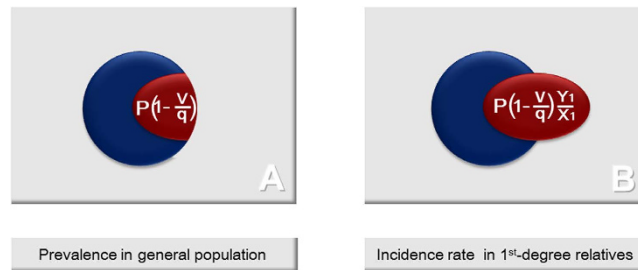 P(1-V/q)
A
P(1-V/q)Y₁/X₁
B
Prevalence in general population
Incidence rate in 1st-degree relatives